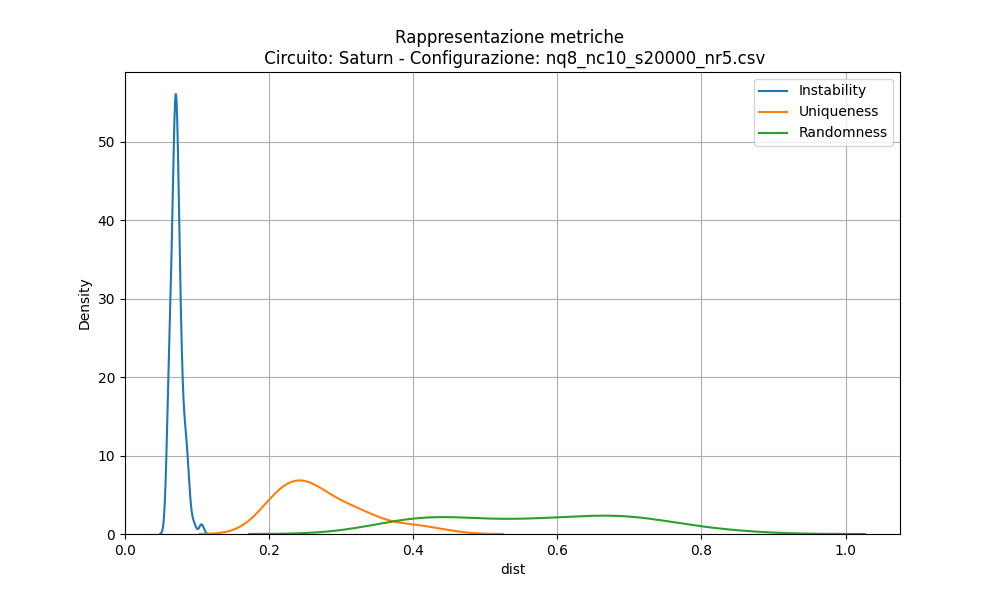 Rappresentazione metriche
Circuito: Saturn - Configurazione: nq8_nc10_s20000_nr5.csv
Instability
Uniqueness
Randomness
Density
50
40
30
20
10
0
0.0 0.2 0.4 0.6 0.8 1.0
dist